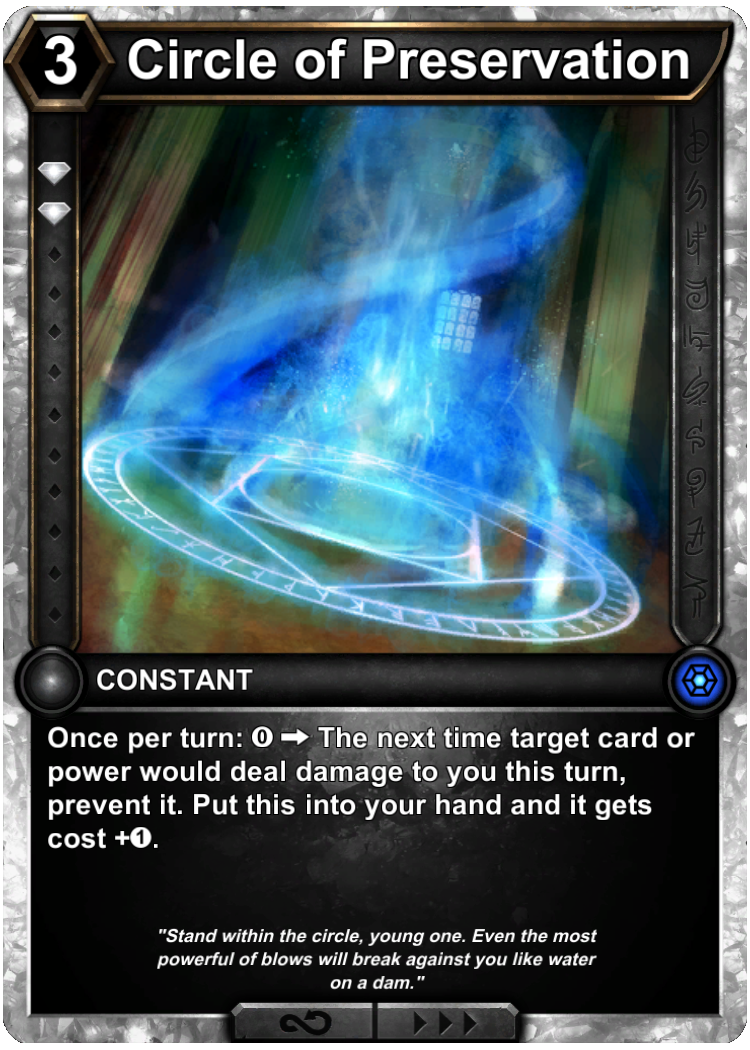 3 Circle of Preservation
CONSTANT
Once per turn: 0 ➡ The next time target card or
power would deal damage to you this turn,
prevent it. Put this into your hand and it gets
cost +1.
"Stand within the circle, young one. Even the most
powerful of blows will break against you like water
on a dam."